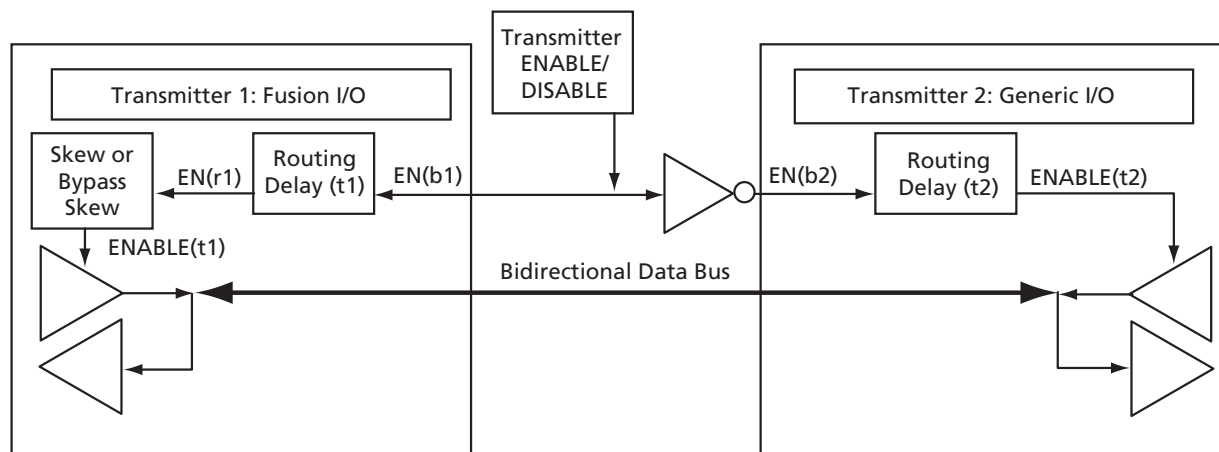 Transmitter
ENABLE/
DISABLE
Transmitter 1: Fusion I/O
Transmitter 2: Generic I/O
Skew or
Bypass
Skew
EN(r1)
Routing
Delay (t1)
EN(b1)
EN(b2)
Routing
Delay (t2)
ENABLE(t2)
ENABLE(t1)
Bidirectional Data Bus